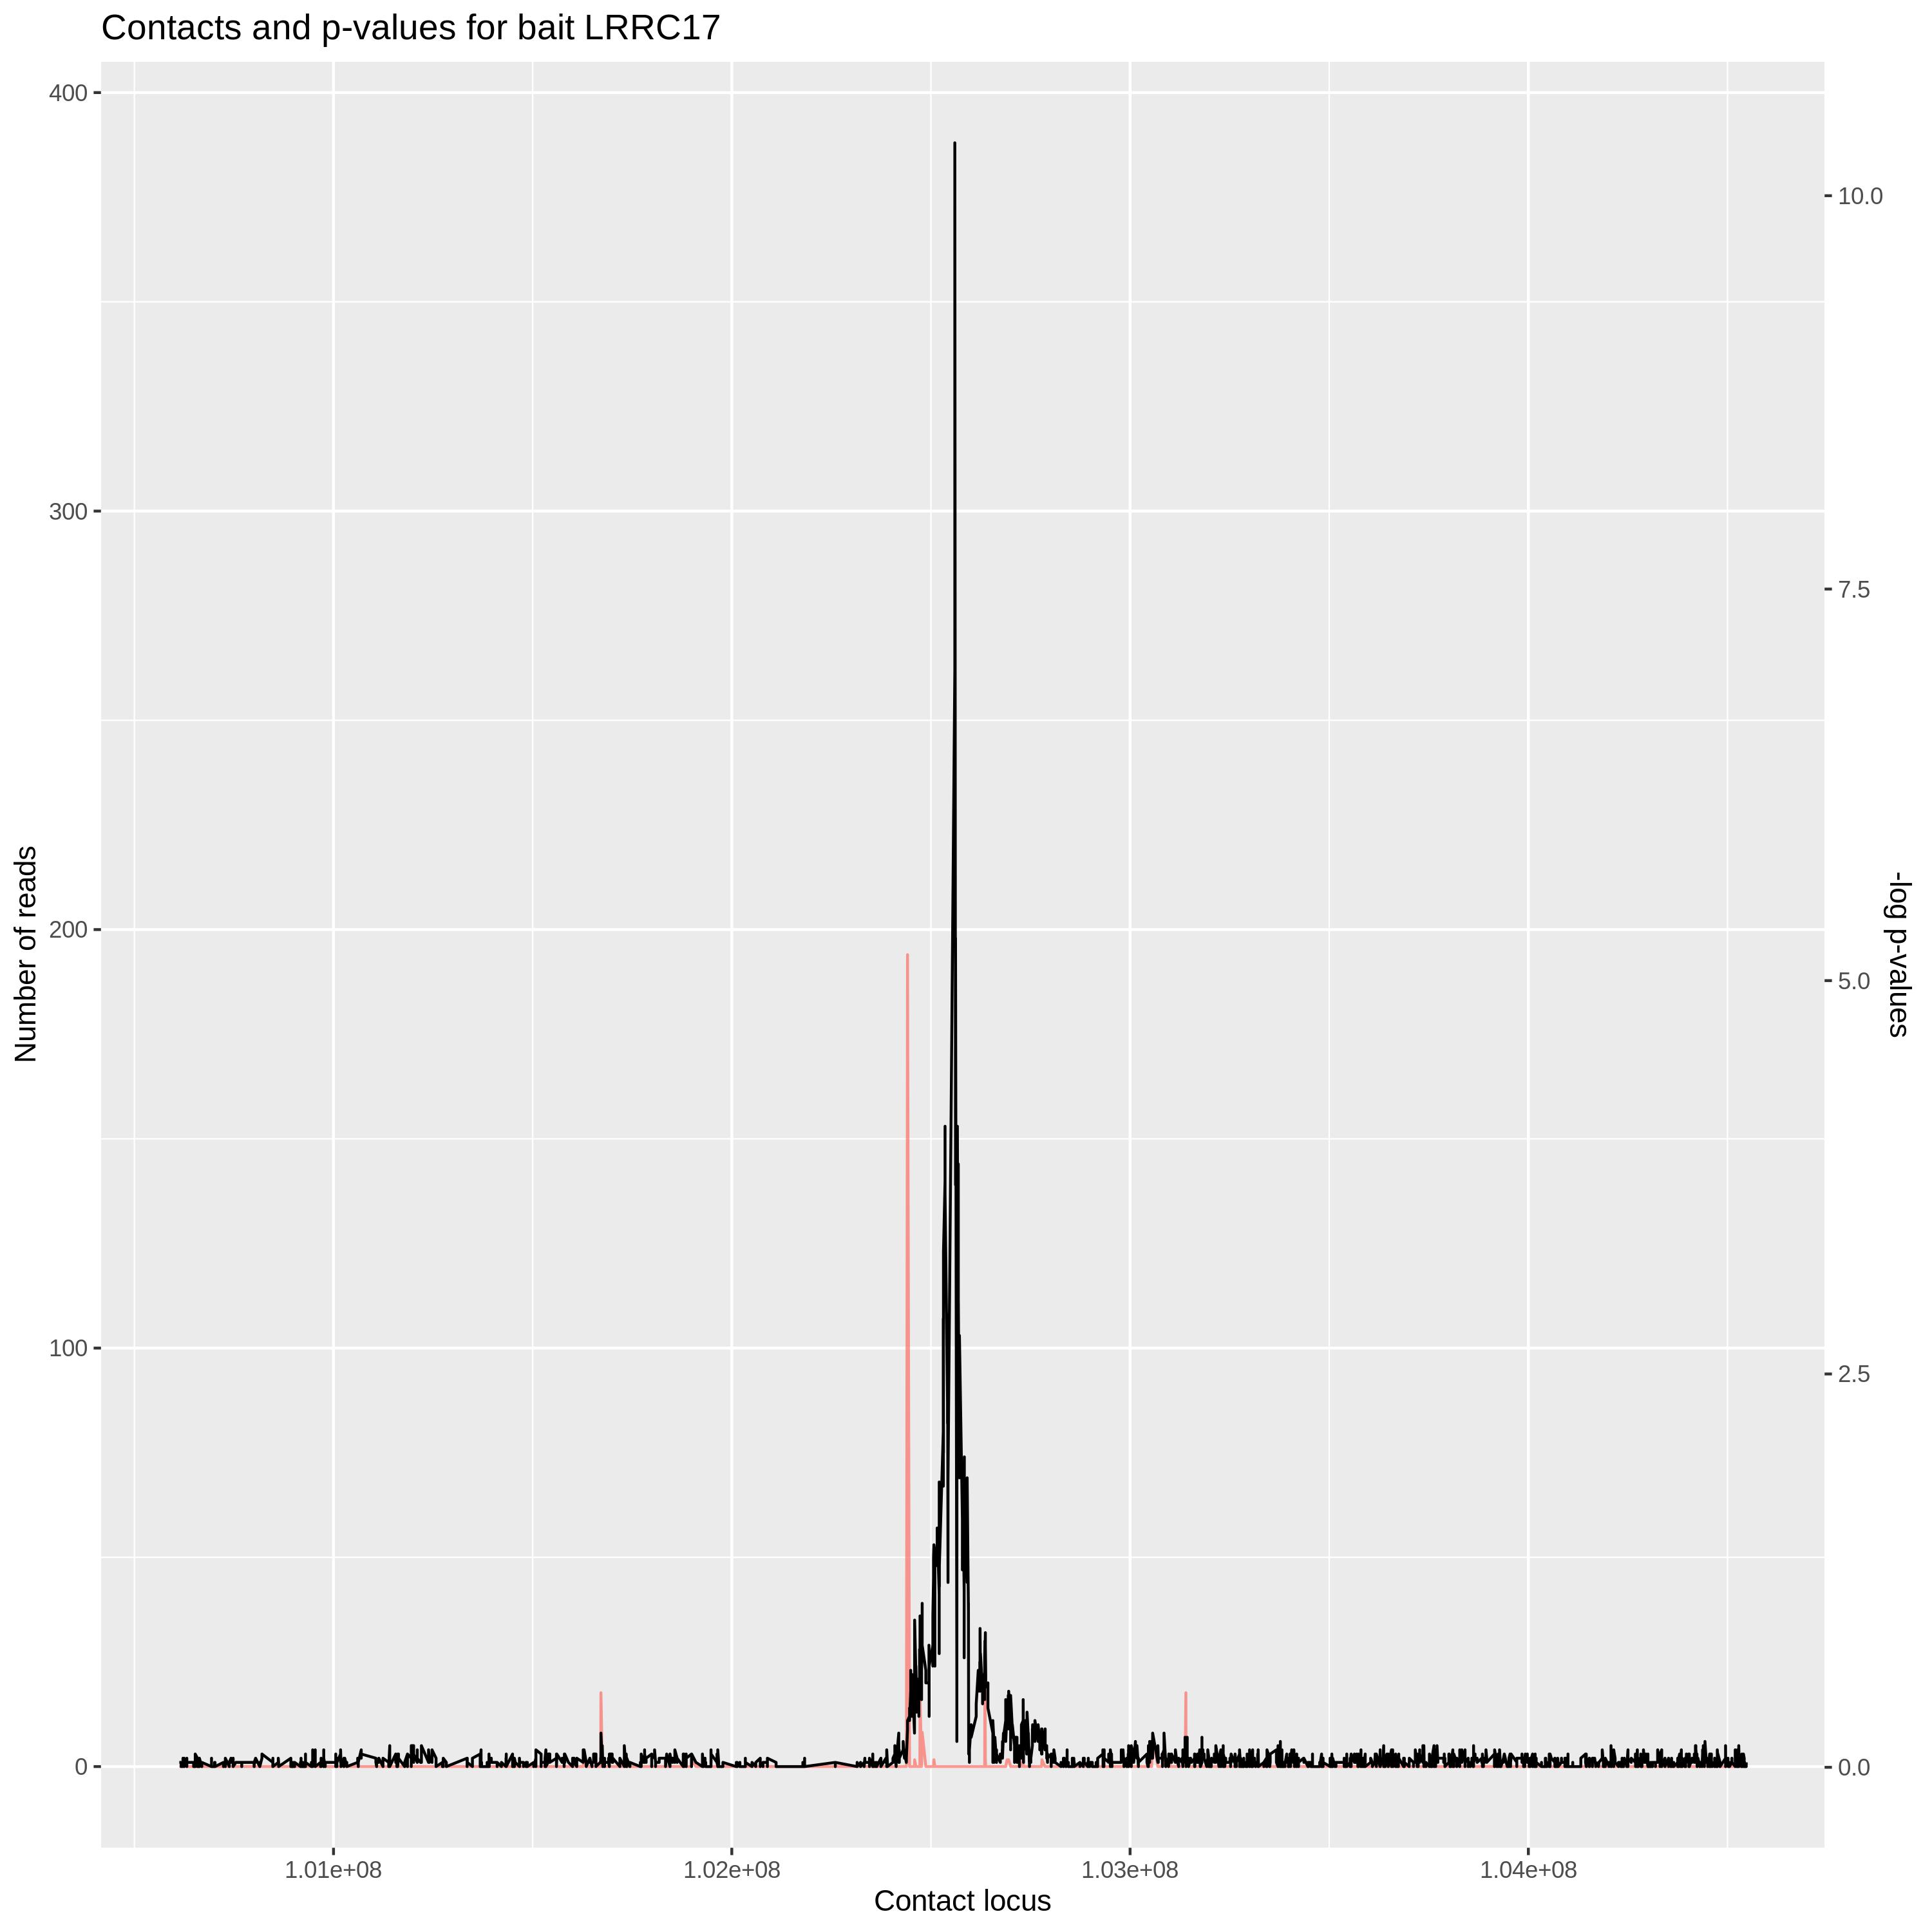 Contacts and p-values for bait LRRC17
400
300
200
100
0
Number of reads
10.0
7.5
5.0
2.5
0.0
-log p-values
1.01e+08
1.02e+08
1.03e+08
1.04e+08
Contact locus